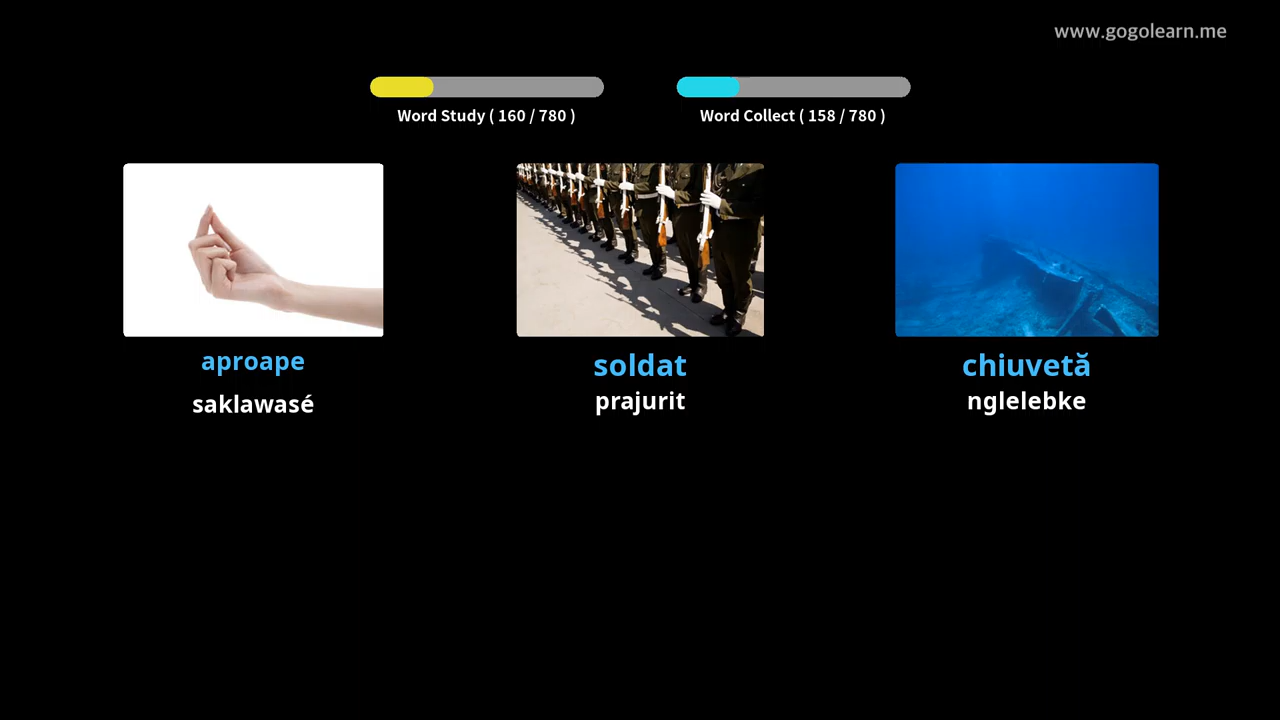 www.gogolearn.me
Word Study ( 160 / 780 )
Word Collect ( 158 / 780 )
aproape
soldat
chiuvetă
saklawasé
prajurit
nglelebke